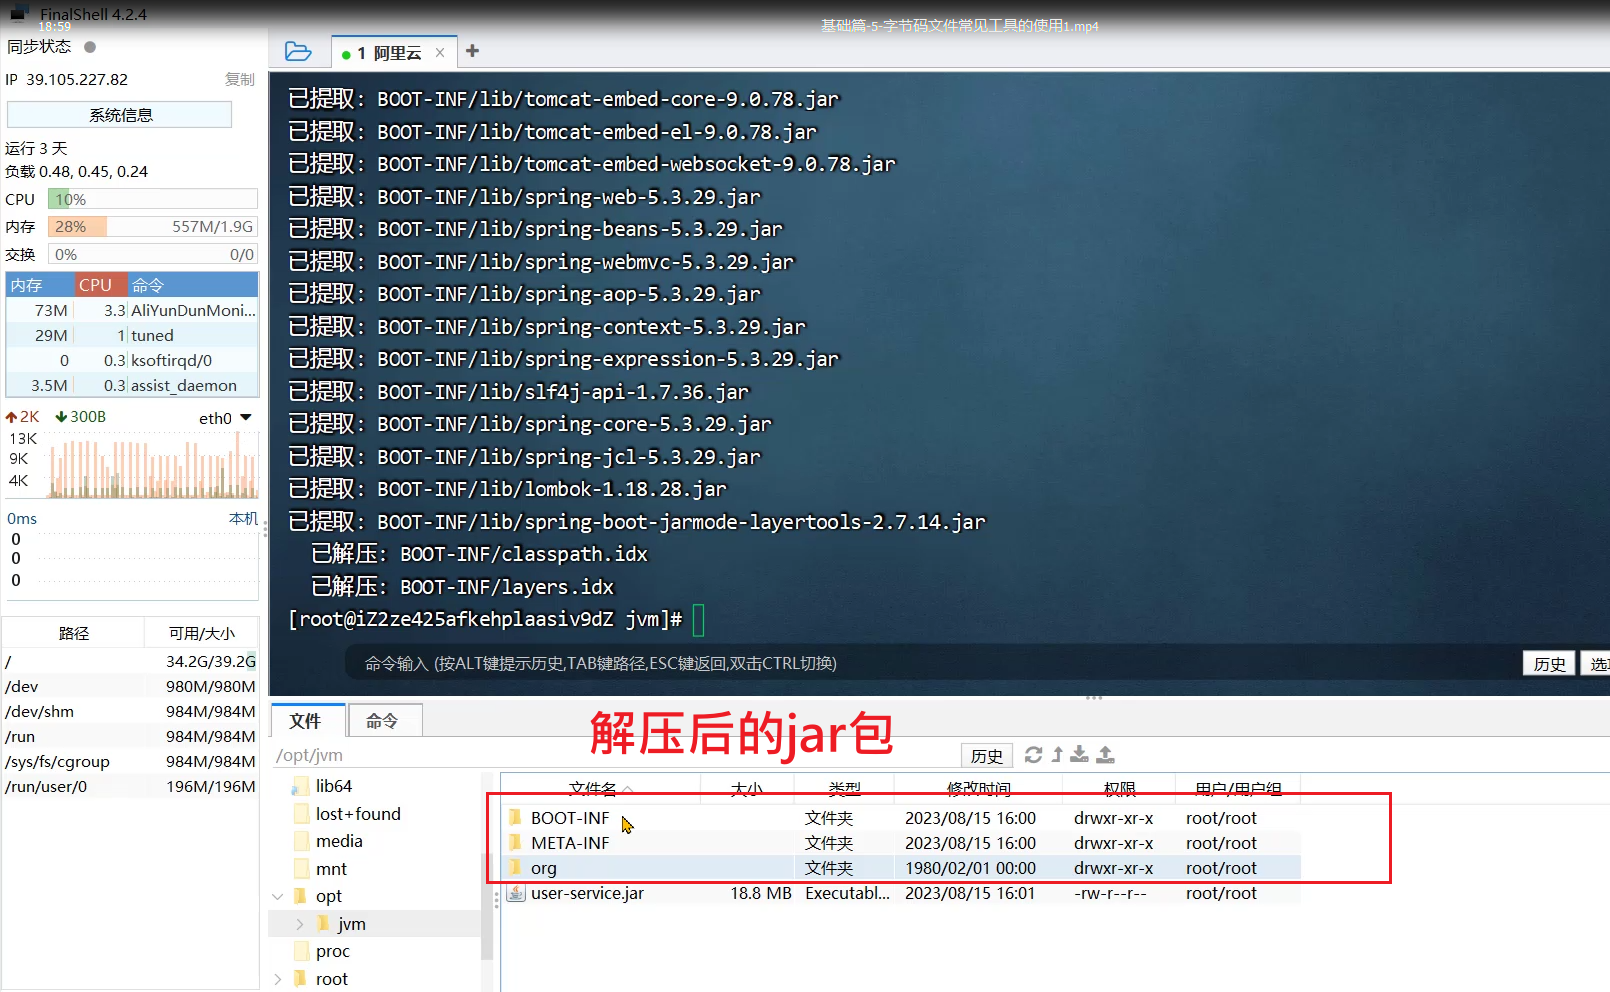 FinalShell 4.2.4
18:59
基础篇-5-字节码文件常见工具的使用1.mp4
同步状态
IP 39.105.227.82 复制
系统信息
运行 3 天
负载 0.48, 0.45, 0.24
CPU 10%
内存 28% 557M/1.9G
交换 0% 0/0
内存 CPU 命令
73M 3.3 AliYunDunMoni...
29M 1 tuned
0 0.3 ksoftirqd/0
3.5M 0.3 assist_daemon
2K 300B eth0
13K
9K
4K
0ms 本机
0
0
0
路径 可用/大小
/ 34.2G/39.2G
/dev 980M/980M
/dev/shm 984M/984M
/run 984M/984M
/sys/fs/cgroup 984M/984M
/run/user/0 196M/196M
1 阿里云 × +
已提取: BOOT-INF/lib/tomcat-embed-core-9.0.78.jar
已提取: BOOT-INF/lib/tomcat-embed-el-9.0.78.jar
已提取: BOOT-INF/lib/tomcat-embed-websocket-9.0.78.jar
已提取: BOOT-INF/lib/spring-web-5.3.29.jar
已提取: BOOT-INF/lib/spring-beans-5.3.29.jar
已提取: BOOT-INF/lib/spring-webmvc-5.3.29.jar
已提取: BOOT-INF/lib/spring-aop-5.3.29.jar
已提取: BOOT-INF/lib/spring-context-5.3.29.jar
已提取: BOOT-INF/lib/spring-expression-5.3.29.jar
已提取: BOOT-INF/lib/slf4j-api-1.7.36.jar
已提取: BOOT-INF/lib/spring-core-5.3.29.jar
已提取: BOOT-INF/lib/spring-jcl-5.3.29.jar
已提取: BOOT-INF/lib/lombok-1.18.28.jar
已提取: BOOT-INF/lib/spring-boot-jarmode-layertools-2.7.14.jar
已解压: BOOT-INF/classpath.idx
已解压: BOOT-INF/layers.idx
[root@iZ2ze425afkehplaasiv9dZ jvm]#
命令输入 (按ALT键提示历史,TAB键路径,ESC键返回,双击CTRL切换)
历史 选项
文件 命令
解压后的jar包
/opt/jvm 历史
lib64
lost+found
media
mnt
opt
jvm
proc
root
文件名 大小 类型 修改时间 权限 用户/用户组
BOOT-INF 文件夹 2023/08/15 16:00 drwxr-xr-x root/root
META-INF 文件夹 2023/08/15 16:00 drwxr-xr-x root/root
org 文件夹 1980/02/01 00:00 drwxr-xr-x root/root
user-service.jar 18.8 MB Executabl... 2023/08/15 16:01 -rw-r--r-- root/root